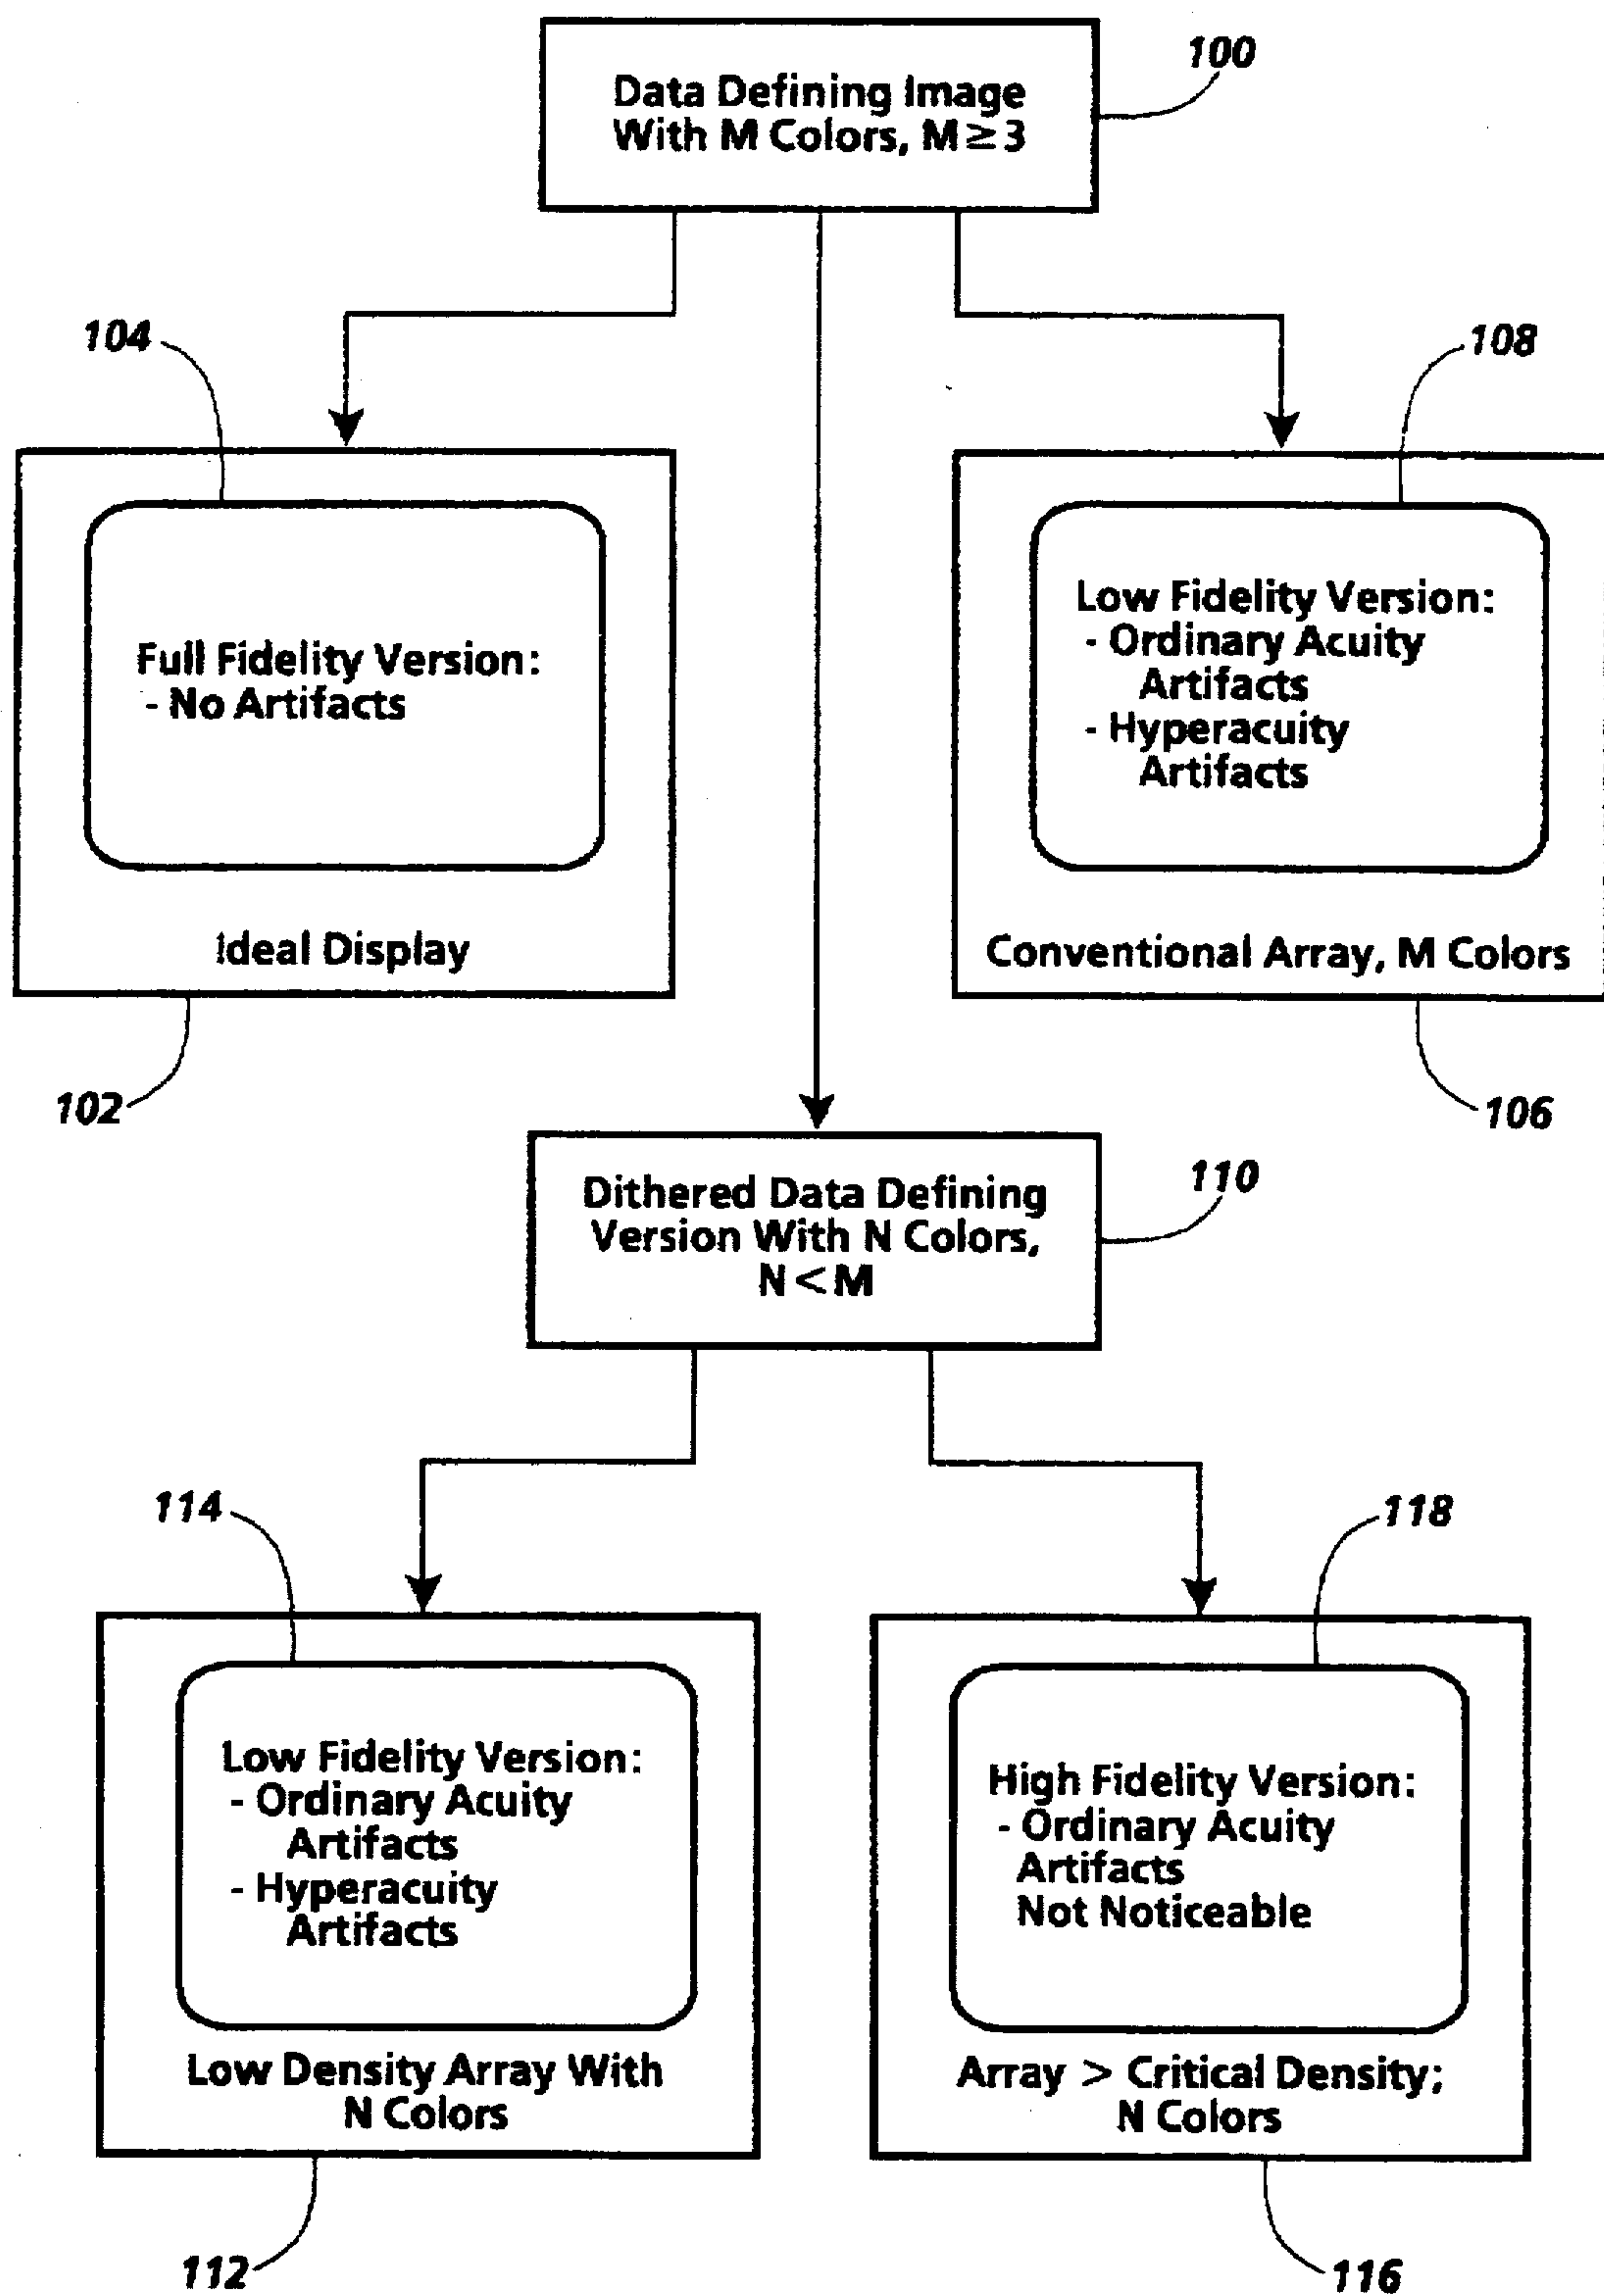 100
Data Defining Image
With M Colors, M ≥ 3
104
108
Full Fidelity Version:
- No Artifacts
Ideal Display
Low Fidelity Version:
- Ordinary Acuity
Artifacts
- Hyperacuity
Artifacts
Conventional Array, M Colors
102
106
110
Dithered Data Defining
Version With N Colors,
N < M
114
118
Low Fidelity Version:
- Ordinary Acuity
Artifacts
- Hyperacuity
Artifacts
Low Density Array With
N Colors
High Fidelity Version:
- Ordinary Acuity
Artifacts
Not Noticeable
Array > Critical Density;
N Colors
112
116